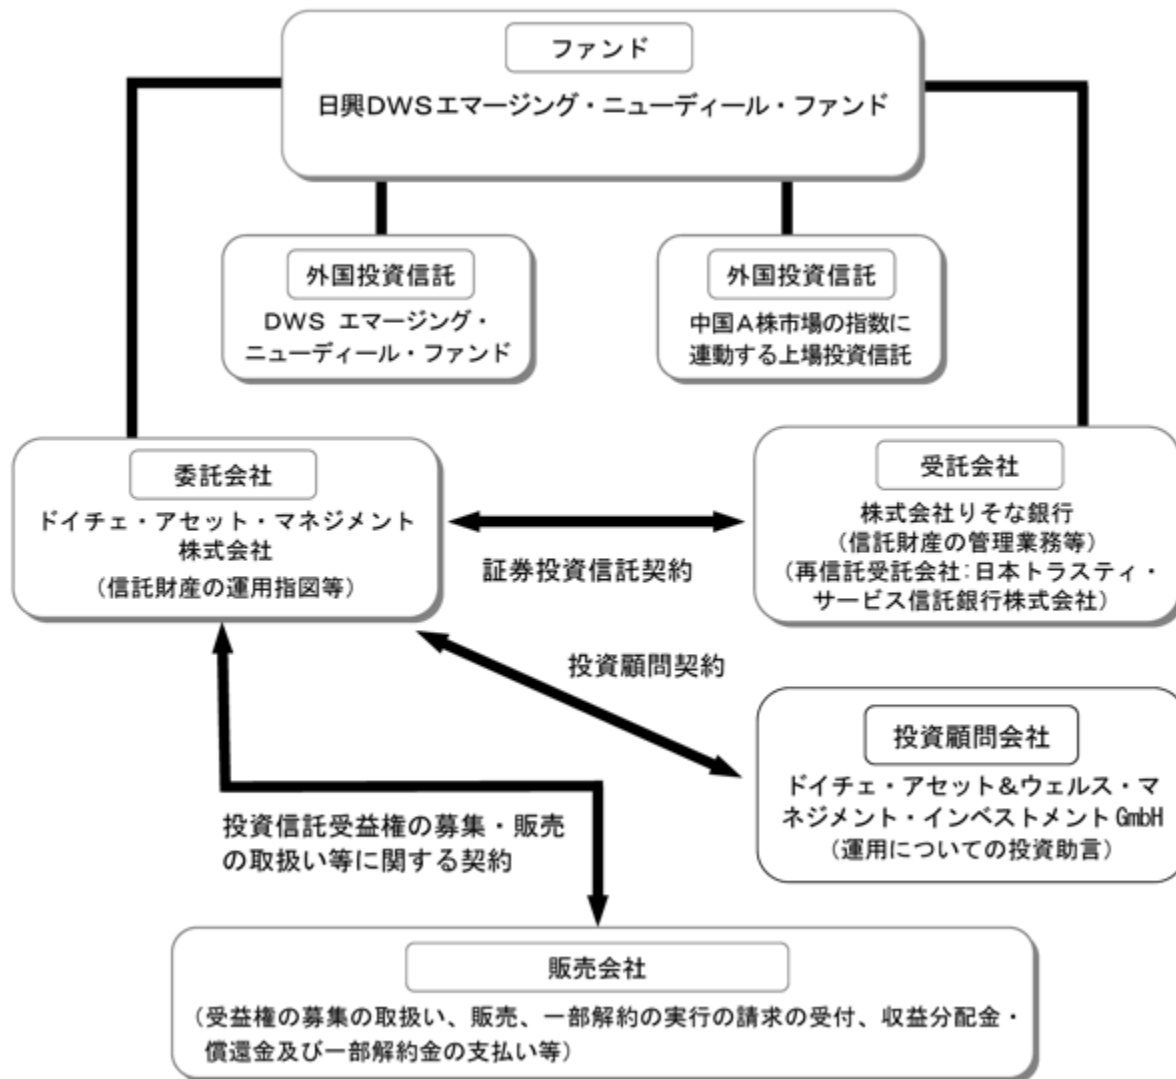 ファンド
日興DWSエマージング・ニューディール・ファンド
外国投資信託
DWS エマージング・
ニューディール・ファンド
外国投資信託
中国A株市場の指数に
連動する上場投資信託
委託会社
ドイチェ・アセット・マネジメント
株式会社
(信託財産の運用指図等)
証券投資信託契約
受託会社
株式会社りそな銀行
(信託財産の管理業務等)
(再信託受託会社:日本トラスティ・
サービス信託銀行株式会社)
投資顧問契約
投資顧問会社
ドイチェ・アセット&ウェルス・マ
ネジメント・インベストメントGmbH
(運用についての投資助言)
投資信託受益権の募集・販売
の取扱い等に関する契約
販売会社
(受益権の募集の取扱い、販売、一部解約の実行の請求の受付、収益分配金・
償還金及び一部解約金の支払い等)